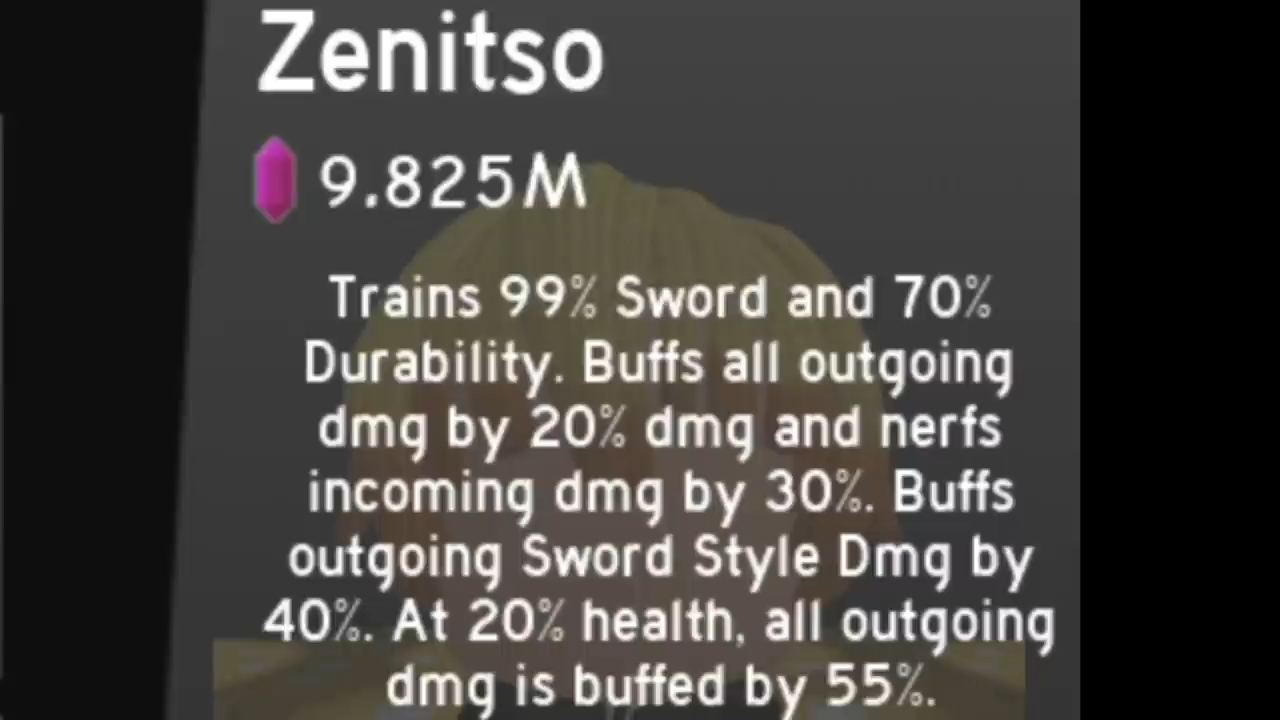 Zenitso
9.825M
Trains 99% Sword and 70%
Durability. Buffs all outgoing
dmg by 20% dmg and nerfs
incoming dmg by 30%. Buffs
outgoing Sword Style Dmg by
40%. At 20% health, all outgoing
dmg is buffed by 55%.